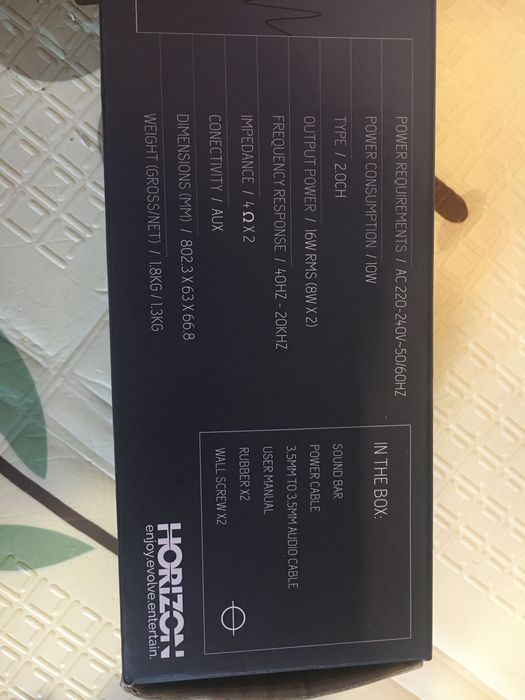 POWER REQUIREMENTS / AC 220-240V~50/60HZ
POWER CONSUMPTION / 10W
TYPE / 2.0CH
OUTPUT POWER / 16W RMS (8W X 2)
FREQUENCY RESPONSE / 40HZ - 20KHZ
IMPEDANCE / 4 Ω X 2
CONECTIVITY / AUX
DIMENSIONS (MM) / 802.3 X 63 X 66.8
WEIGHT (GROSS/NET) / 1.8KG / 1.3KG
IN THE BOX:
SOUND BAR
POWER CABLE
3.5MM TO 3.5MM AUDIO CABLE
USER MANUAL
RUBBER X2
WALL SCREW X2
HORIZON
enjoy.evolve.entertain.